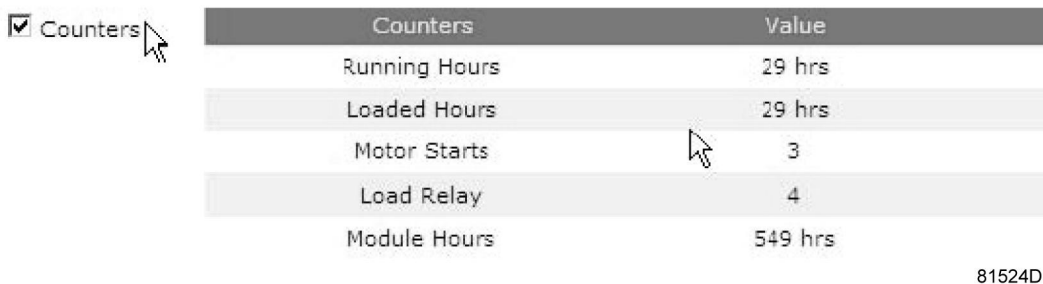 Counters
Counters Value
Running Hours 29 hrs
Loaded Hours 29 hrs
Motor Starts 3
Load Relay 4
Module Hours 549 hrs
81524D